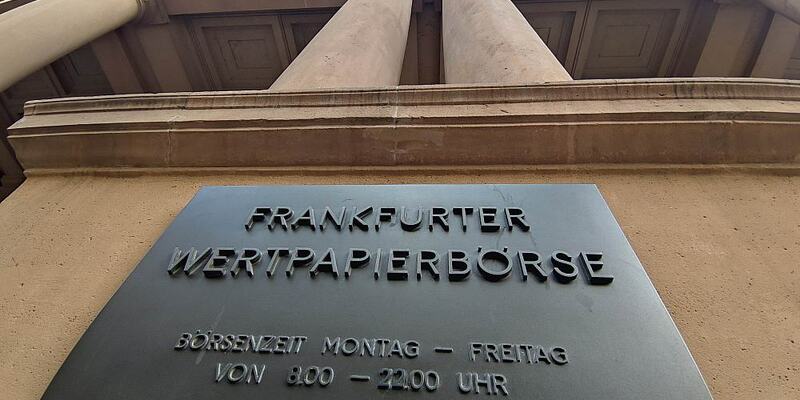 FRANKFURTER
WERTPAPIERBÖRSE
BÖRSENZEIT MONTAG – FREITAG
VON 8.00 – 22.00 UHR